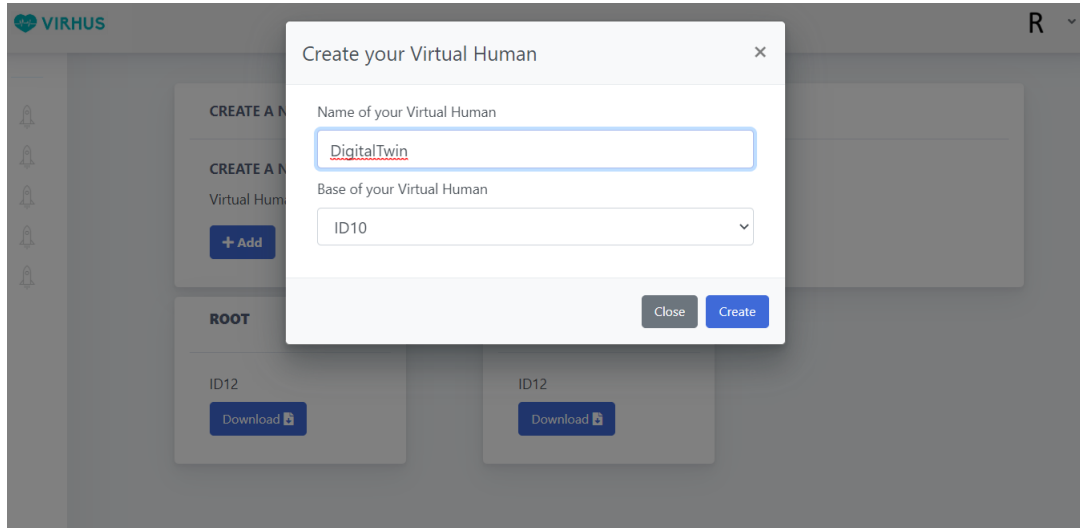 VIRHUS
R
Create your Virtual Human
×
Name of your Virtual Human
DigitalTwin
Base of your Virtual Human
ID10
Close
Create
CREATE A
CREATE A
Virtual
+ Add
ROOT
ID12
Download
ID12
Download